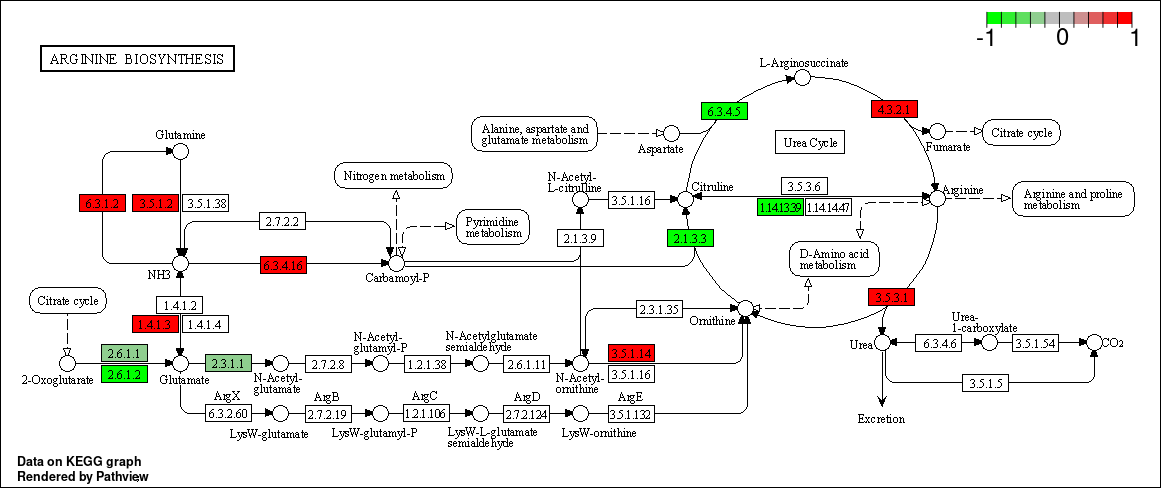 -1
0
1
ARGININE BIOSYNTHESIS
L-Arginosuccinate
6.3.4.5
4.3.2.1
Alanine, aspartate and
glutamate metabolism
Aspartate
Urea Cycle
Fumarate
Citrate cycle
Glutamine
Nitrogen metabolism
N-Acetyl-
L-citrulline
3.5.1.16
Citruline
3.5.3.6
1.14.13.39
1.14.14.47
Arginine
Arginine and proline
metabolism
6.3.1.2
3.5.1.2
3.5.1.38
2.7.2.2
Pyrimidine
metabolism
2.1.3.9
2.1.3.3
D-Amino acid
metabolism
NH3
6.3.4.16
Carbamoyl-P
Citrate cycle
1.4.1.2
1.4.1.3
1.4.1.4
2.3.1.35
Ornithine
3.5.3.1
Urea-
1-carboxylate
Urea
6.3.4.6
3.5.1.54
CO2
3.5.1.5
Excretion
2-Oxoglutarate
2.6.1.1
2.6.1.2
Glutamate
2.3.1.1
N-Acetyl-
glutamate
2.7.2.8
N-Acetyl-
glutamyl-P
1.2.1.38
N-Acetylglutamate
semialdehyde
2.6.1.11
N-Acetyl-
ornithine
3.5.1.14
3.5.1.16
ArgX
6.3.2.60
LysW-glutamate
ArgB
2.7.2.19
LysW-glutamyl-P
ArgC
1.2.1.106
LysW-L-glutamate
semialdehyde
ArgD
2.7.2.124
LysW-ornithine
ArgE
3.5.1.132
Data on KEGG graph
Rendered by Pathview